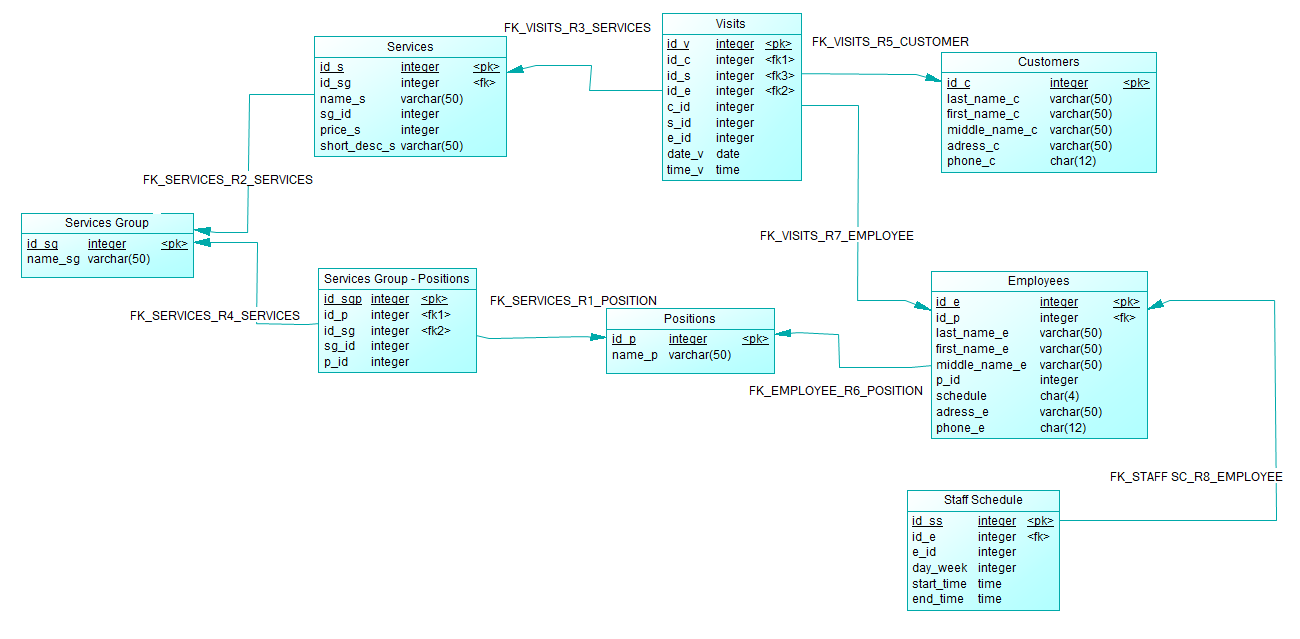 FK_VISITS_R3_SERVICES
Visits
id_v integer <pk>
id_c integer <fk1>
id_s integer <fk3>
id_e integer <fk2>
c_id integer
s_id integer
e_id integer
date_v date
time_v time
FK_VISITS_R5_CUSTOMER
Services
id_s integer <pk>
id_sg integer <fk>
name_s varchar(50)
sg_id integer
price_s integer
short_desc_s varchar(50)
Customers
id_c integer <pk>
last_name_c varchar(50)
first_name_c varchar(50)
middle_name_c varchar(50)
adress_c varchar(50)
phone_c char(12)
FK_SERVICES_R2_SERVICES
Services Group
id_sg integer <pk>
name_sg varchar(50)
FK_VISITS_R7_EMPLOYEE
Services Group - Positions
id_sgp integer <pk>
id_p integer <fk1>
id_sg integer <fk2>
sg_id integer
p_id integer
FK_SERVICES_R4_SERVICES
FK_SERVICES_R1_POSITION
Positions
id_p integer <pk>
name_p varchar(50)
Employees
id_e integer <pk>
id_p integer <fk>
last_name_e varchar(50)
first_name_e varchar(50)
middle_name_e varchar(50)
p_id integer
schedule char(4)
adress_e varchar(50)
phone_e char(12)
FK_EMPLOYEE_R6_POSITION
FK_STAFF SC_R8_EMPLOYEE
Staff Schedule
id_ss integer <pk>
id_e integer <fk>
e_id integer
day_week integer
start_time time
end_time time